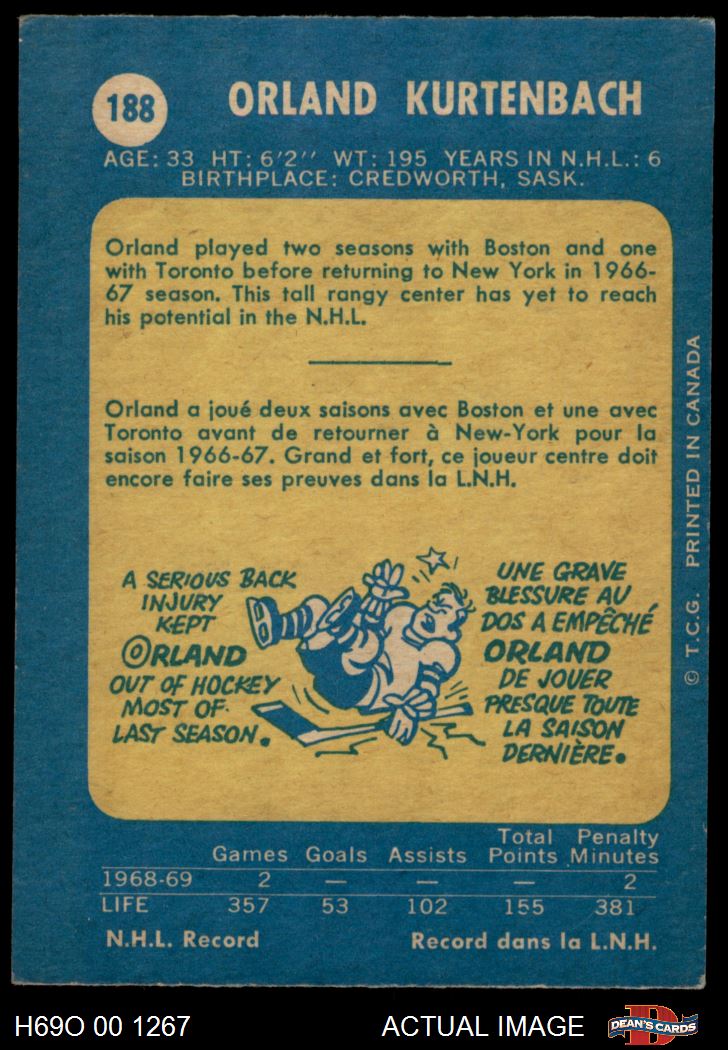 188
ORLAND KURTENBACH
AGE: 33 HT: 6'2'' WT: 195 YEARS IN N.H.L.: 6
BIRTHPLACE: CREDWORTH, SASK.
Orland played two seasons with Boston and one
with Toronto before returning to New York in 1966-
67 season. This tall rangy center has yet to reach
his potential in the N.H.L.
Orland a joué deux saisons avec Boston et une avec
Toronto avant de retourner à New-York pour la
saison 1966-67. Grand et fort, ce joueur centre doit
encore faire ses preuves dans la L.N.H.
A SERIOUS BACK
INJURY
KEPT
ORLAND
OUT OF HOCKEY
MOST OF
LAST SEASON.
UNE GRAVE
BLESSURE AU
DOS A EMPÊCHÉ
ORLAND
DE JOUER
PRESQUE TOUTE
LA SAISON
DERNIÈRE.
© T.C.G. PRINTED IN CANADA
Total Penalty
Games Goals Assists Points Minutes
1968-69 2 — — — 2
LIFE 357 53 102 155 381
N.H.L. Record Record dans la L.N.H.
H69O 00 1267 ACTUAL IMAGE
D
DEAN'S CARDS